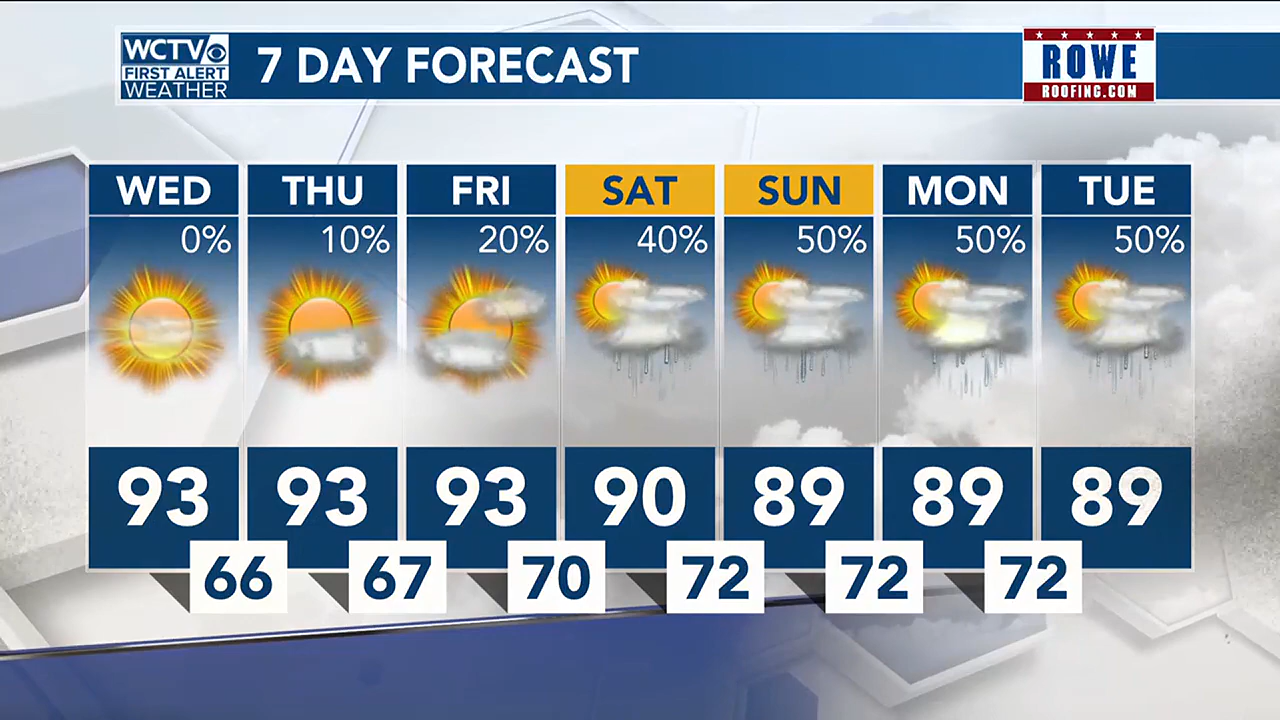 WCTV
FIRST ALERT
WEATHER
7 DAY FORECAST
ROWE
ROOFING.COM
WED THU FRI SAT SUN MON TUE
0% 10% 20% 40% 50% 50% 50%
93 93 93 90 89 89 89
66 67 70 72 72 72